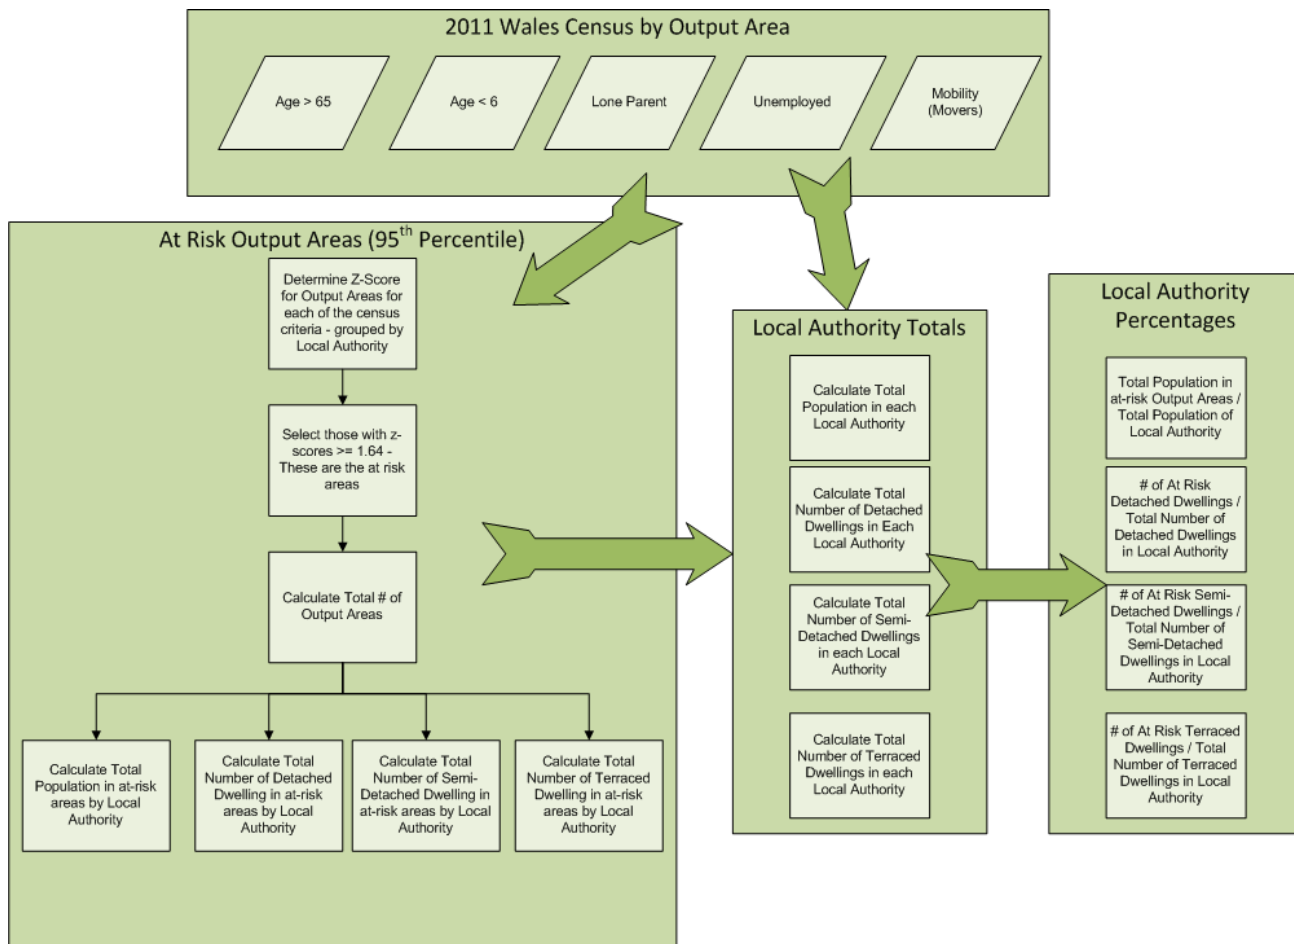 2011 Wales Census by Output Area
Age > 65
Age < 6
Lone Parent
Unemployed
Mobility
(Movers)
At Risk Output Areas (95th Percentile)
Determine Z-Score
for Output Areas for
each of the census
criteria - grouped by
Local Authority
Select those with z-
scores >= 1.64 -
These are the at risk
areas
Calculate Total # of
Output Areas
Calculate Total
Population in at-risk
areas by Local
Authority
Calculate Total
Number of Detached
Dwelling in at-risk
areas by Local
Authority
Calculate Total
Number of Semi-
Detached Dwelling in
at-risk areas by Local
Authority
Calculate Total
Number of Terraced
Dwelling in at-risk
areas by Local
Authority
Local Authority Totals
Calculate Total
Population in each
Local Authority
Calculate Total
Number of Detached
Dwellings in Each
Local Authority
Calculate Total
Number of Semi-
Detached Dwellings
in each Local
Authority
Calculate Total
Number of Terraced
Dwellings in each
Local Authority
Local Authority
Percentages
Total Population in
at-risk Output Areas /
Total Population of
Local Authority
# of At Risk
Detached Dwellings /
Total Number of
Detached Dwellings
in Local Authority
# of At Risk Semi-
Detached Dwellings /
Total Number of
Semi-Detached
Dwellings in Local
Authority
# of At Risk Terraced
Dwellings / Total
Number of Terraced
Dwellings in Local
Authority